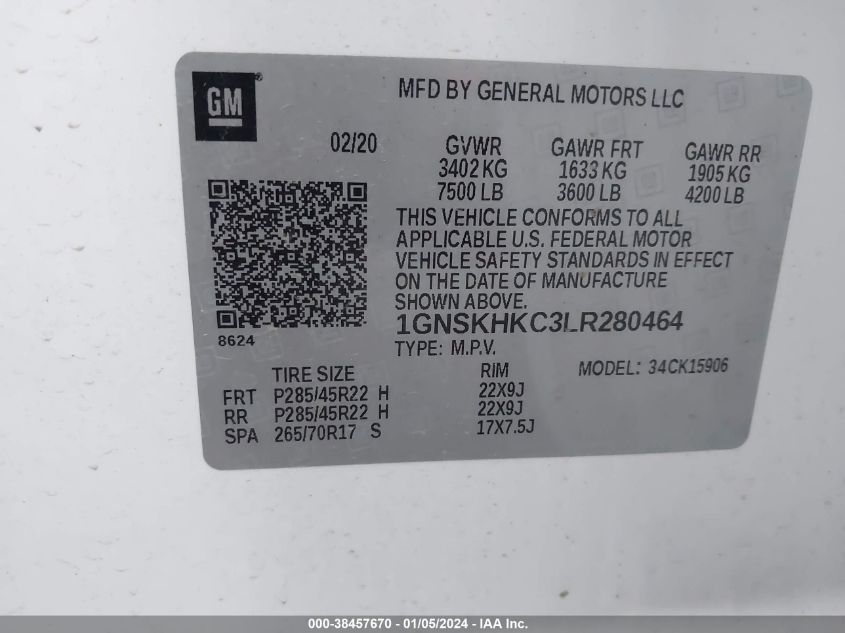 GM
MFD BY GENERAL MOTORS LLC
02/20
GVWR GAWR FRT GAWR RR
3402 KG 1633 KG 1905 KG
7500 LB 3600 LB 4200 LB
THIS VEHICLE CONFORMS TO ALL
APPLICABLE U.S. FEDERAL MOTOR
VEHICLE SAFETY STANDARDS IN EFFECT
ON THE DATE OF MANUFACTURE
SHOWN ABOVE.
1GNSKHKC3LR280464
8624
TYPE: M.P.V. MODEL: 34CK15906
TIRE SIZE RIM
FRT P285/45R22 H 22X9J
RR P285/45R22 H 22X9J
SPA 265/70R17 S 17X7.5J
000-38457670 — 01/05/2024 — IAA Inc.